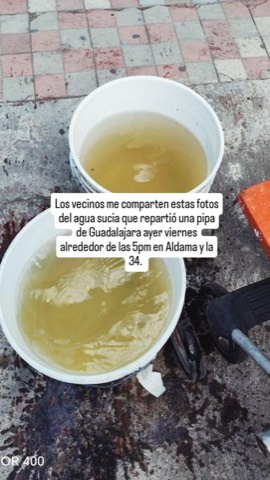 Los vecinos me comparten estas fotos
del agua sucia que repartió una pipa
de Guadalajara ayer viernes
alrededor de las 5pm en Aldama y la
34.
OR 400